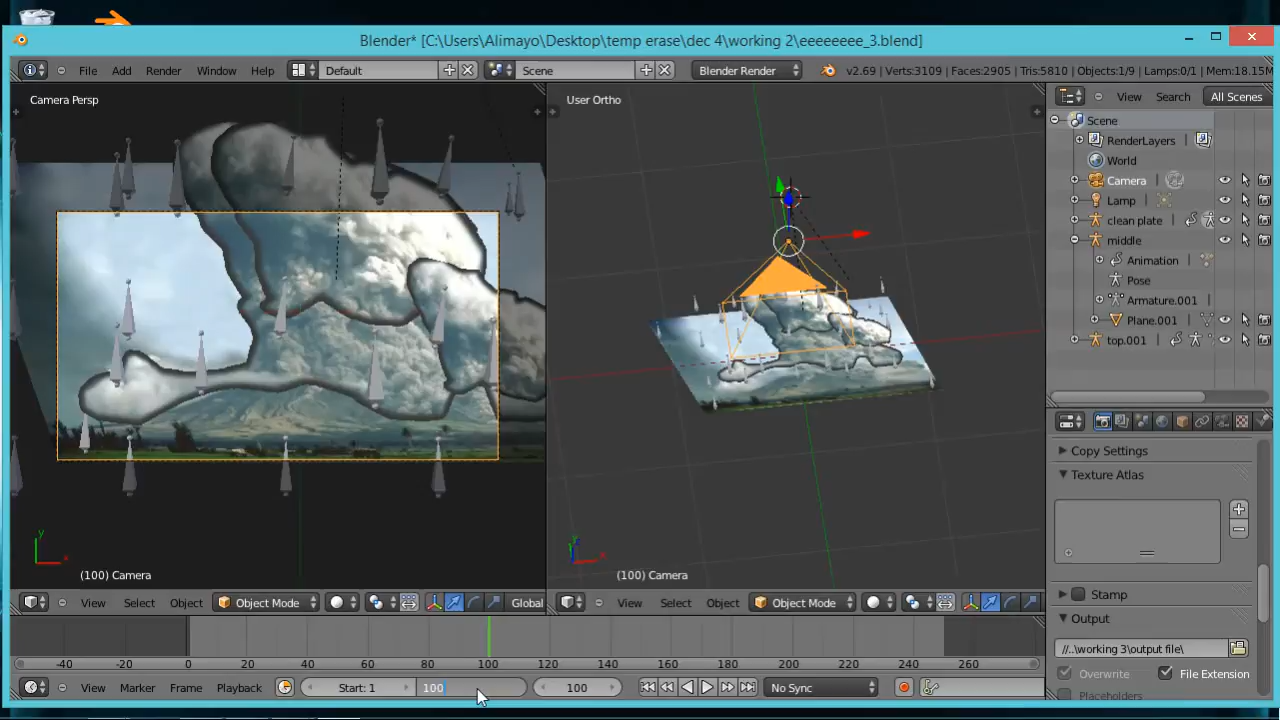 Blender* [C:\Users\Alimayo\Desktop\temp erase\dec 4\working 2\eeeeeeee_3.blend]
File Add Render Window Help Default Scene Blender Render v2.69 | Verts:3109 | Faces:2905 | Tris:5810 | Objects:1/9 | Lamps:0/1 | Mem:18.15M
Camera Persp
User Ortho
View Search All Scenes
Scene
RenderLayers
World
Camera
Lamp
clean plate
middle
Animation
Pose
Armature.001
Plane.001
top.001
Copy Settings
Texture Atlas
Stamp
Output
//..\working 3\output file\
Overwrite File Extension
Placeholders
y
x
(100) Camera
(100) Camera
View Select Object Object Mode Global
View Select Object Object Mode
-40 -20 0 20 40 60 80 100 120 140 160 180 200 220 240 260
View Marker Frame Playback Start: 1 100 100 No Sync